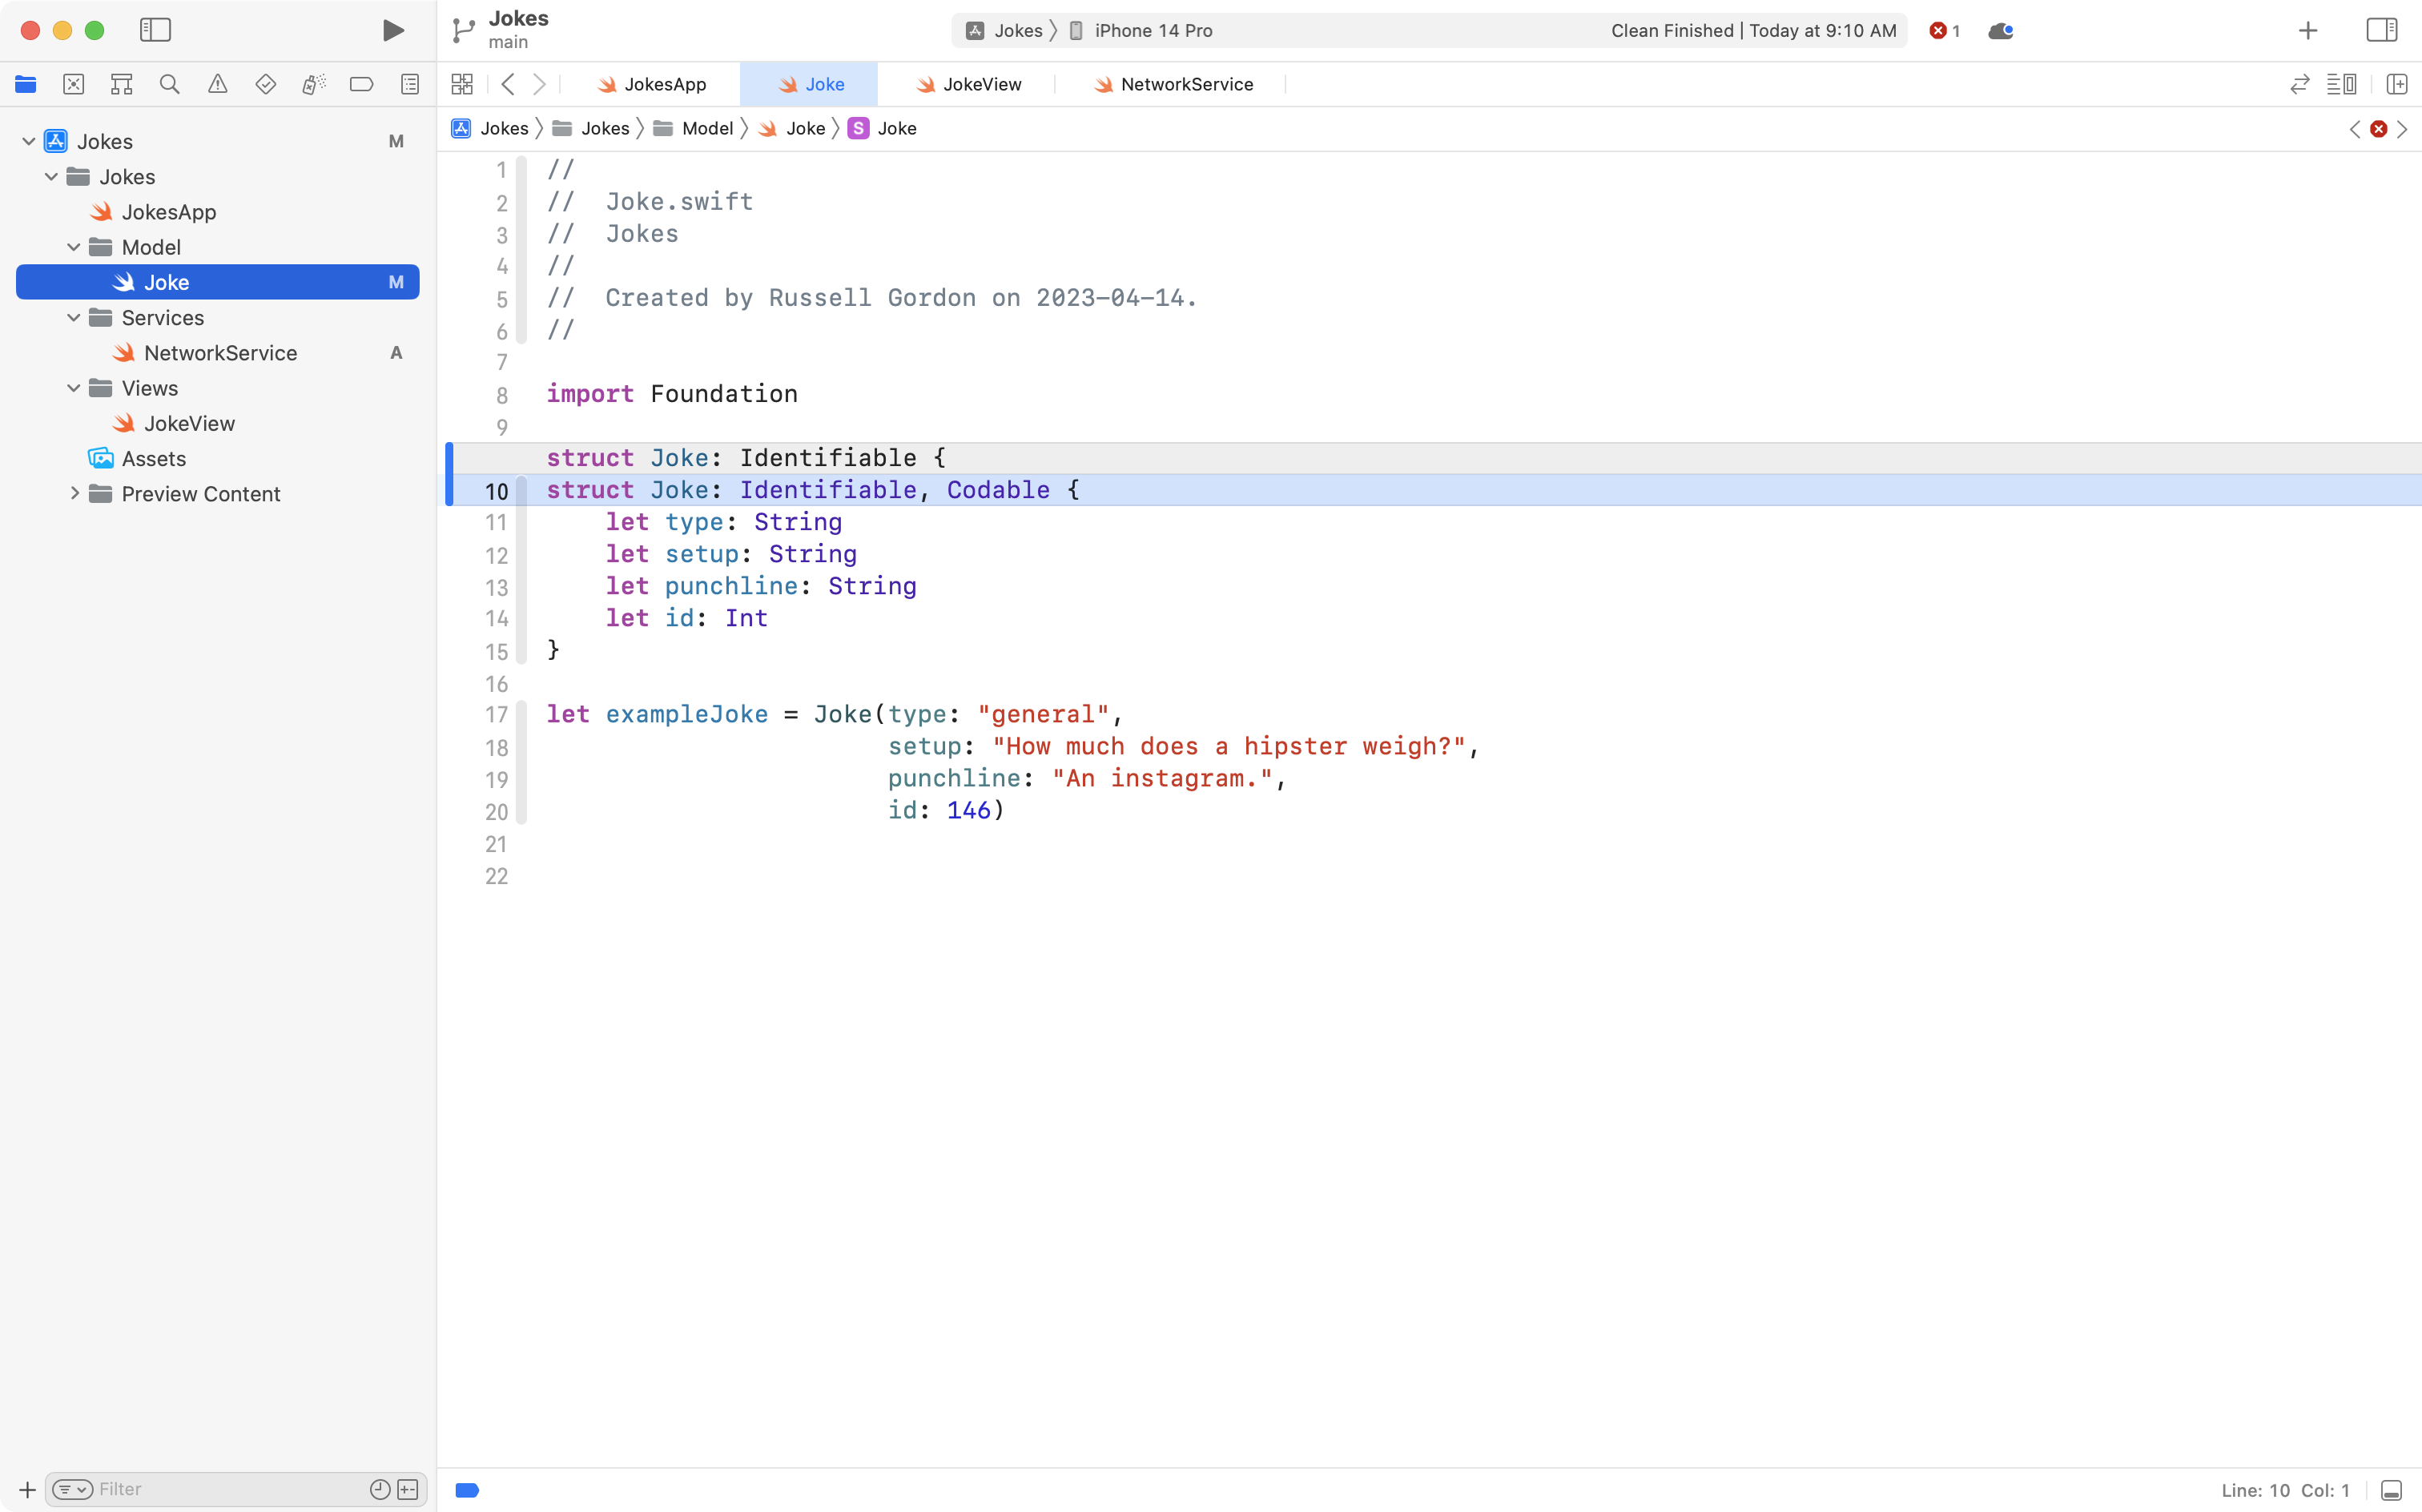 Jokes
main
Jokes
iPhone 14 Pro
Clean Finished | Today at 9:10 AM
1
JokesApp
Joke
JokeView
NetworkService
Jokes
Jokes
Model
Joke
S
Joke
Jokes M
Jokes
JokesApp
Model
Joke M
Services
NetworkService A
Views
JokeView
Assets
Preview Content
1 //
2 //  Joke.swift
3 //  Jokes
4 //
5 //  Created by Russell Gordon on 2023-04-14.
6 //
7
8 import Foundation
9
struct Joke: Identifiable {
10 struct Joke: Identifiable, Codable {
11     let type: String
12     let setup: String
13     let punchline: String
14     let id: Int
15 }
16
17 let exampleJoke = Joke(type: "general",
18                        setup: "How much does a hipster weigh?",
19                        punchline: "An instagram.",
20                        id: 146)
21
22
Filter
Line: 10  Col: 1